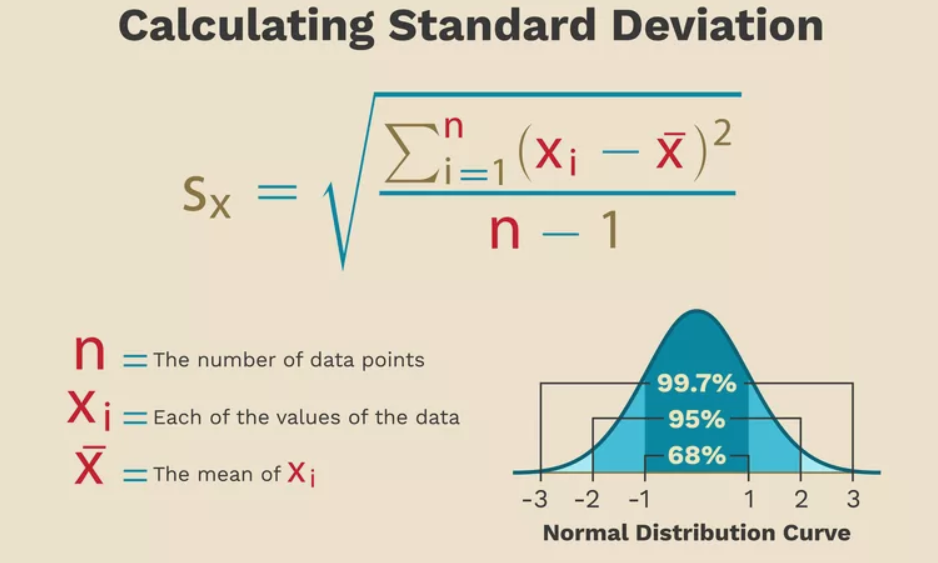 Calculating Standard Deviation
sₓ = √ ∑ⁿᵢ₌₁ (xᵢ − x̄)²
n − 1
n = The number of data points
xᵢ = Each of the values of the data
x̄ = The mean of xᵢ
99.7%
95%
68%
-3 -2 -1 1 2 3
Normal Distribution Curve